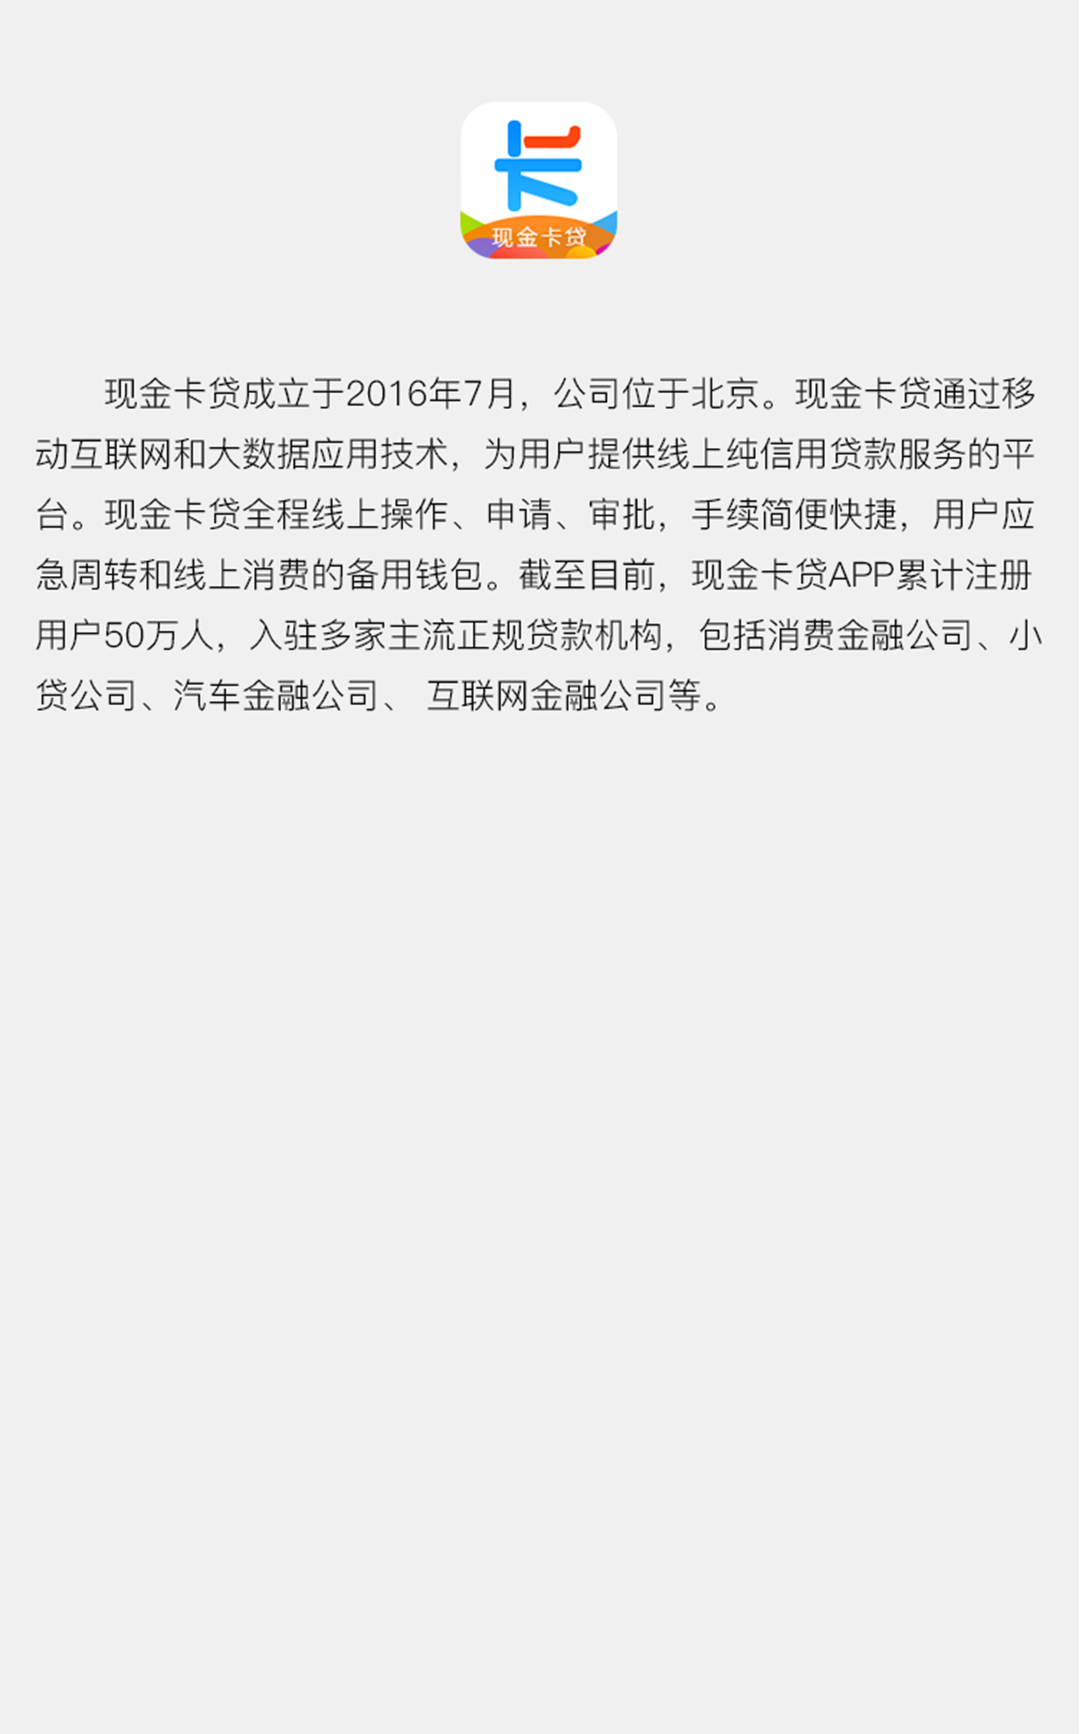 卡
现金卡贷
现金卡贷成立于2016年7月，公司位于北京。现金卡贷通过移
动互联网和大数据应用技术，为用户提供线上纯信用贷款服务的平
台。现金卡贷全程线上操作、申请、审批，手续简便快捷，用户应
急周转和线上消费的备用钱包。截至目前，现金卡贷APP累计注册
用户50万人，入驻多家主流正规贷款机构，包括消费金融公司、小
贷公司、汽车金融公司、 互联网金融公司等。